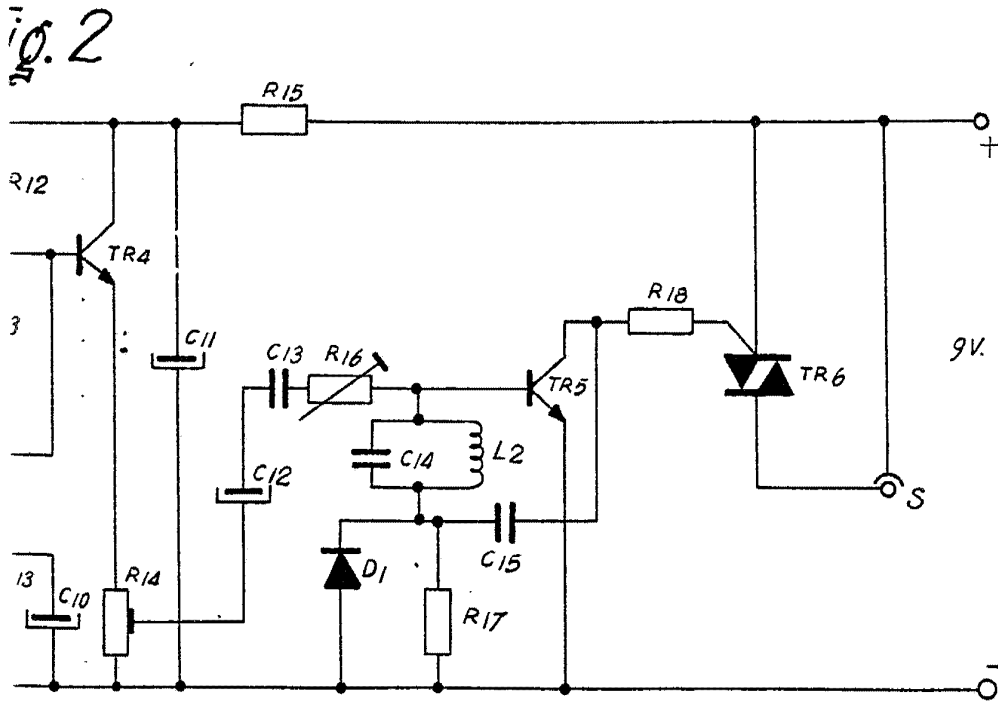 ig. 2
R15
+
R12
TR4
R18
3
C11
C13
R16
9V.
TR5
TR6
C14
L2
C12
S
C15
D1
13
R14
C10
R17
-